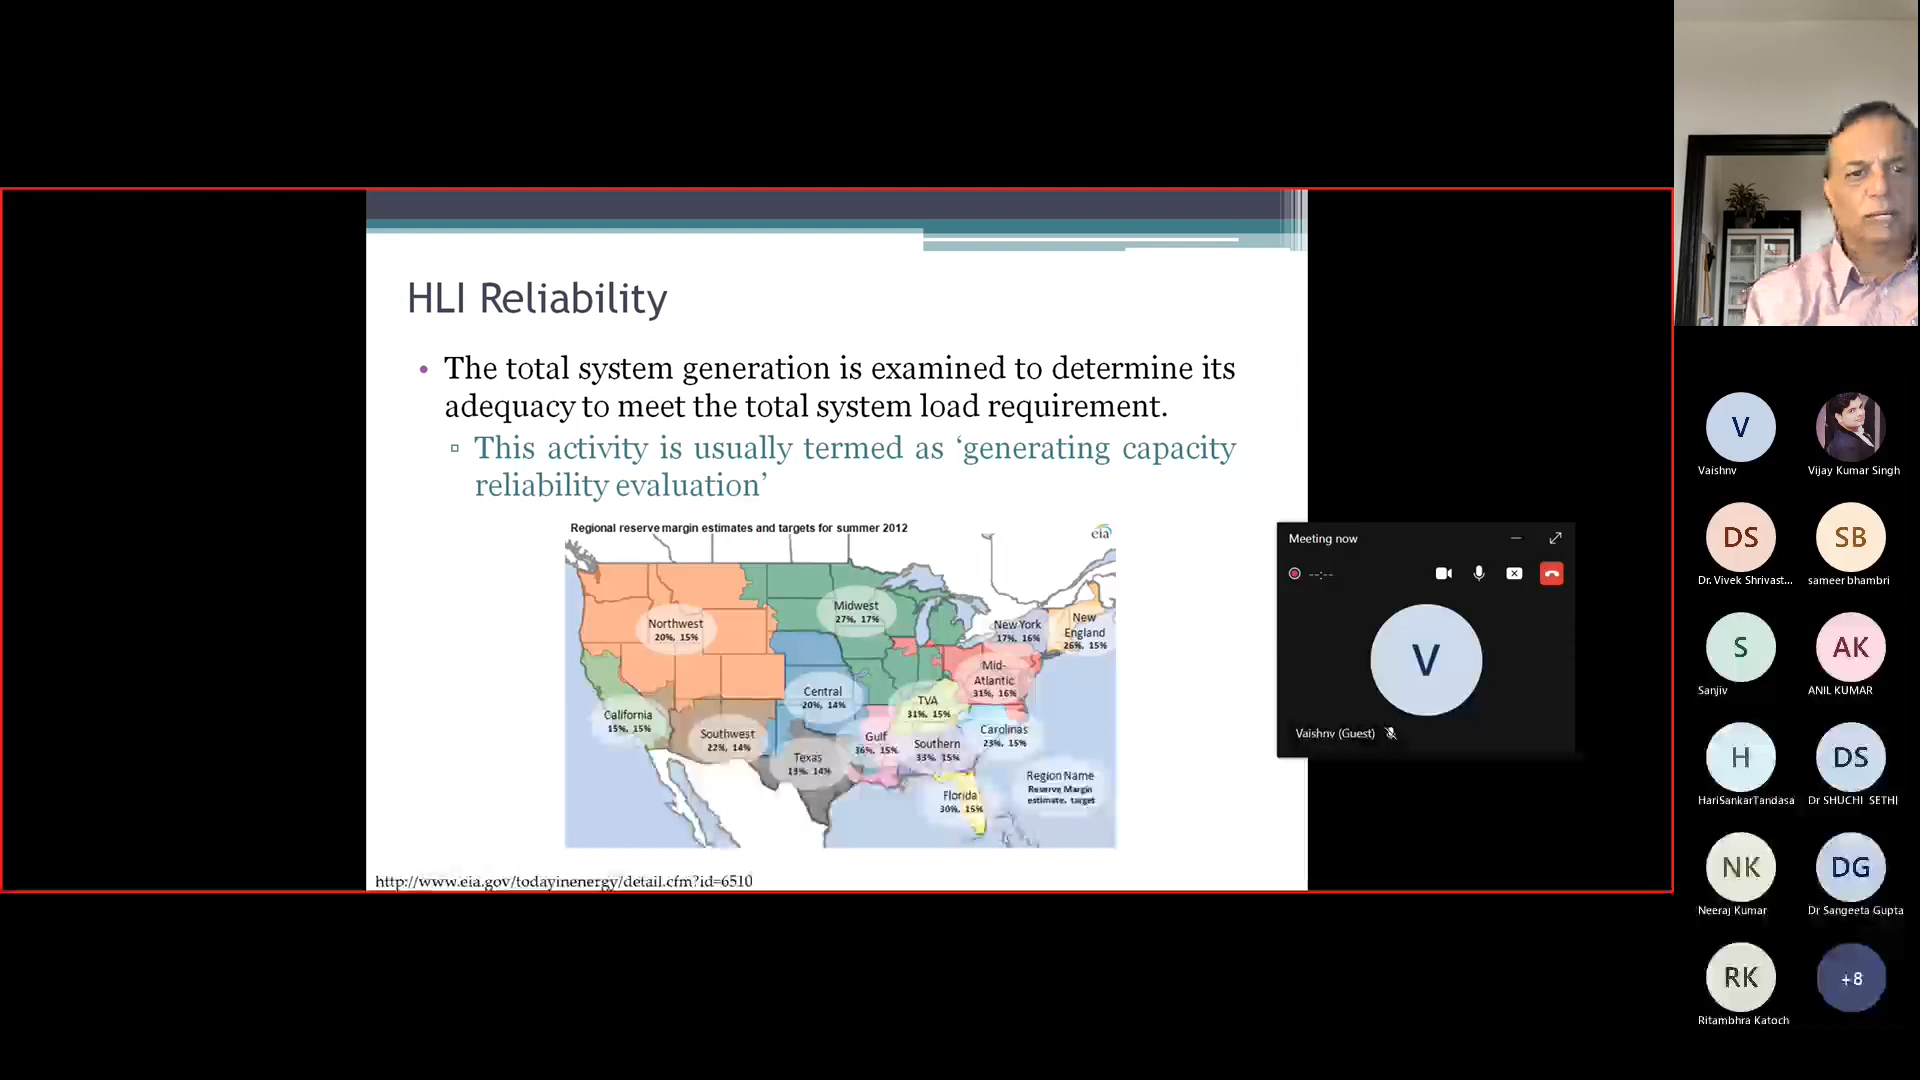 HLI Reliability
• The total system generation is examined to determine its
adequacy to meet the total system load requirement.
▫ This activity is usually termed as ‘generating capacity
reliability evaluation’
Regional reserve margin estimates and targets for summer 2012
eia
Northwest
20%, 15%
Midwest
27%, 17%
New York
17%, 16%
New
England
26%, 15%
Mid-
Atlantic
31%, 16%
Central
20%, 14%
TVA
31%, 15%
California
15%, 15%
Southwest
22%, 14%
Texas
13%, 14%
Gulf
36%, 15%
Southern
33%, 15%
Carolinas
23%, 15%
Florida
30%, 15%
Region Name
Reserve Margin
estimate, target
http://www.eia.gov/todayinenergy/detail.cfm?id=6510
Meeting now
--:--
V
Vaishnv (Guest)
V
Vaishnv
Vijay Kumar Singh
DS
Dr. Vivek Shrivast...
SB
sameer bhambri
S
Sanjiv
AK
ANIL KUMAR
H
HariSankarTandasa
DS
Dr SHUCHI SETHI
NK
Neeraj Kumar
DG
Dr Sangeeta Gupta
RK
Ritambhra Katoch
+8